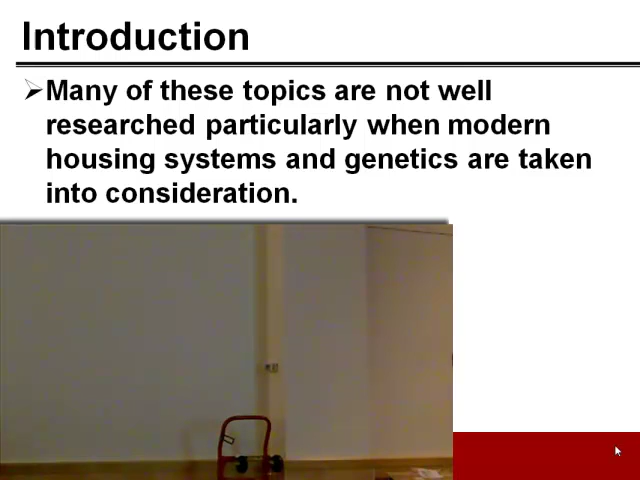 Introduction
Many of these topics are not well
researched particularly when modern
housing systems and genetics are taken
into consideration.